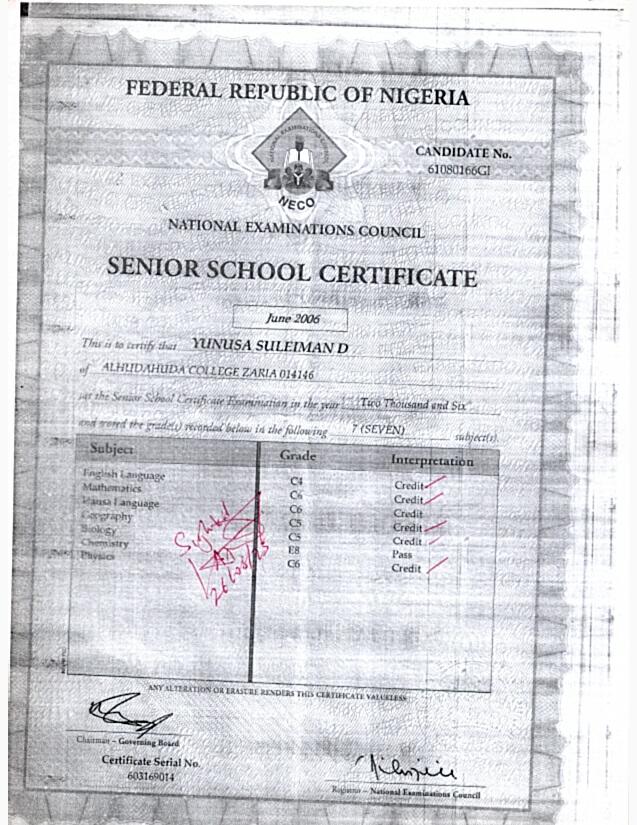 FEDERAL REPUBLIC OF NIGERIA
CANDIDATE No.
61080166GI
NATIONAL EXAMINATIONS COUNCIL
NECO
NATIONAL EXAMINATIONS COUNCIL
SENIOR SCHOOL CERTIFICATE
June 2006
This is to certify that YUNUSA SULEIMAN D
of ALHUDAHUDA COLLEGE ZARIA 014146
sat the Senior School Certificate Examination in the year Two Thousand and Six
and scored the grade(s) recorded below in the following 7 (SEVEN) subject(s).
Subject Grade Interpretation
English Language C4 Credit
Mathematics C6 Credit
Hausa Language C6 Credit
Geography C5 Credit
Biology C5 Credit
Chemistry E8 Pass
Physics C6 Credit
Sighted
ANY ALTERATION OR ERASURE RENDERS THIS CERTIFICATE VALUELESS
Chairman – Governing Board
Certificate Serial No.
603169014
Registrar – National Examinations Council